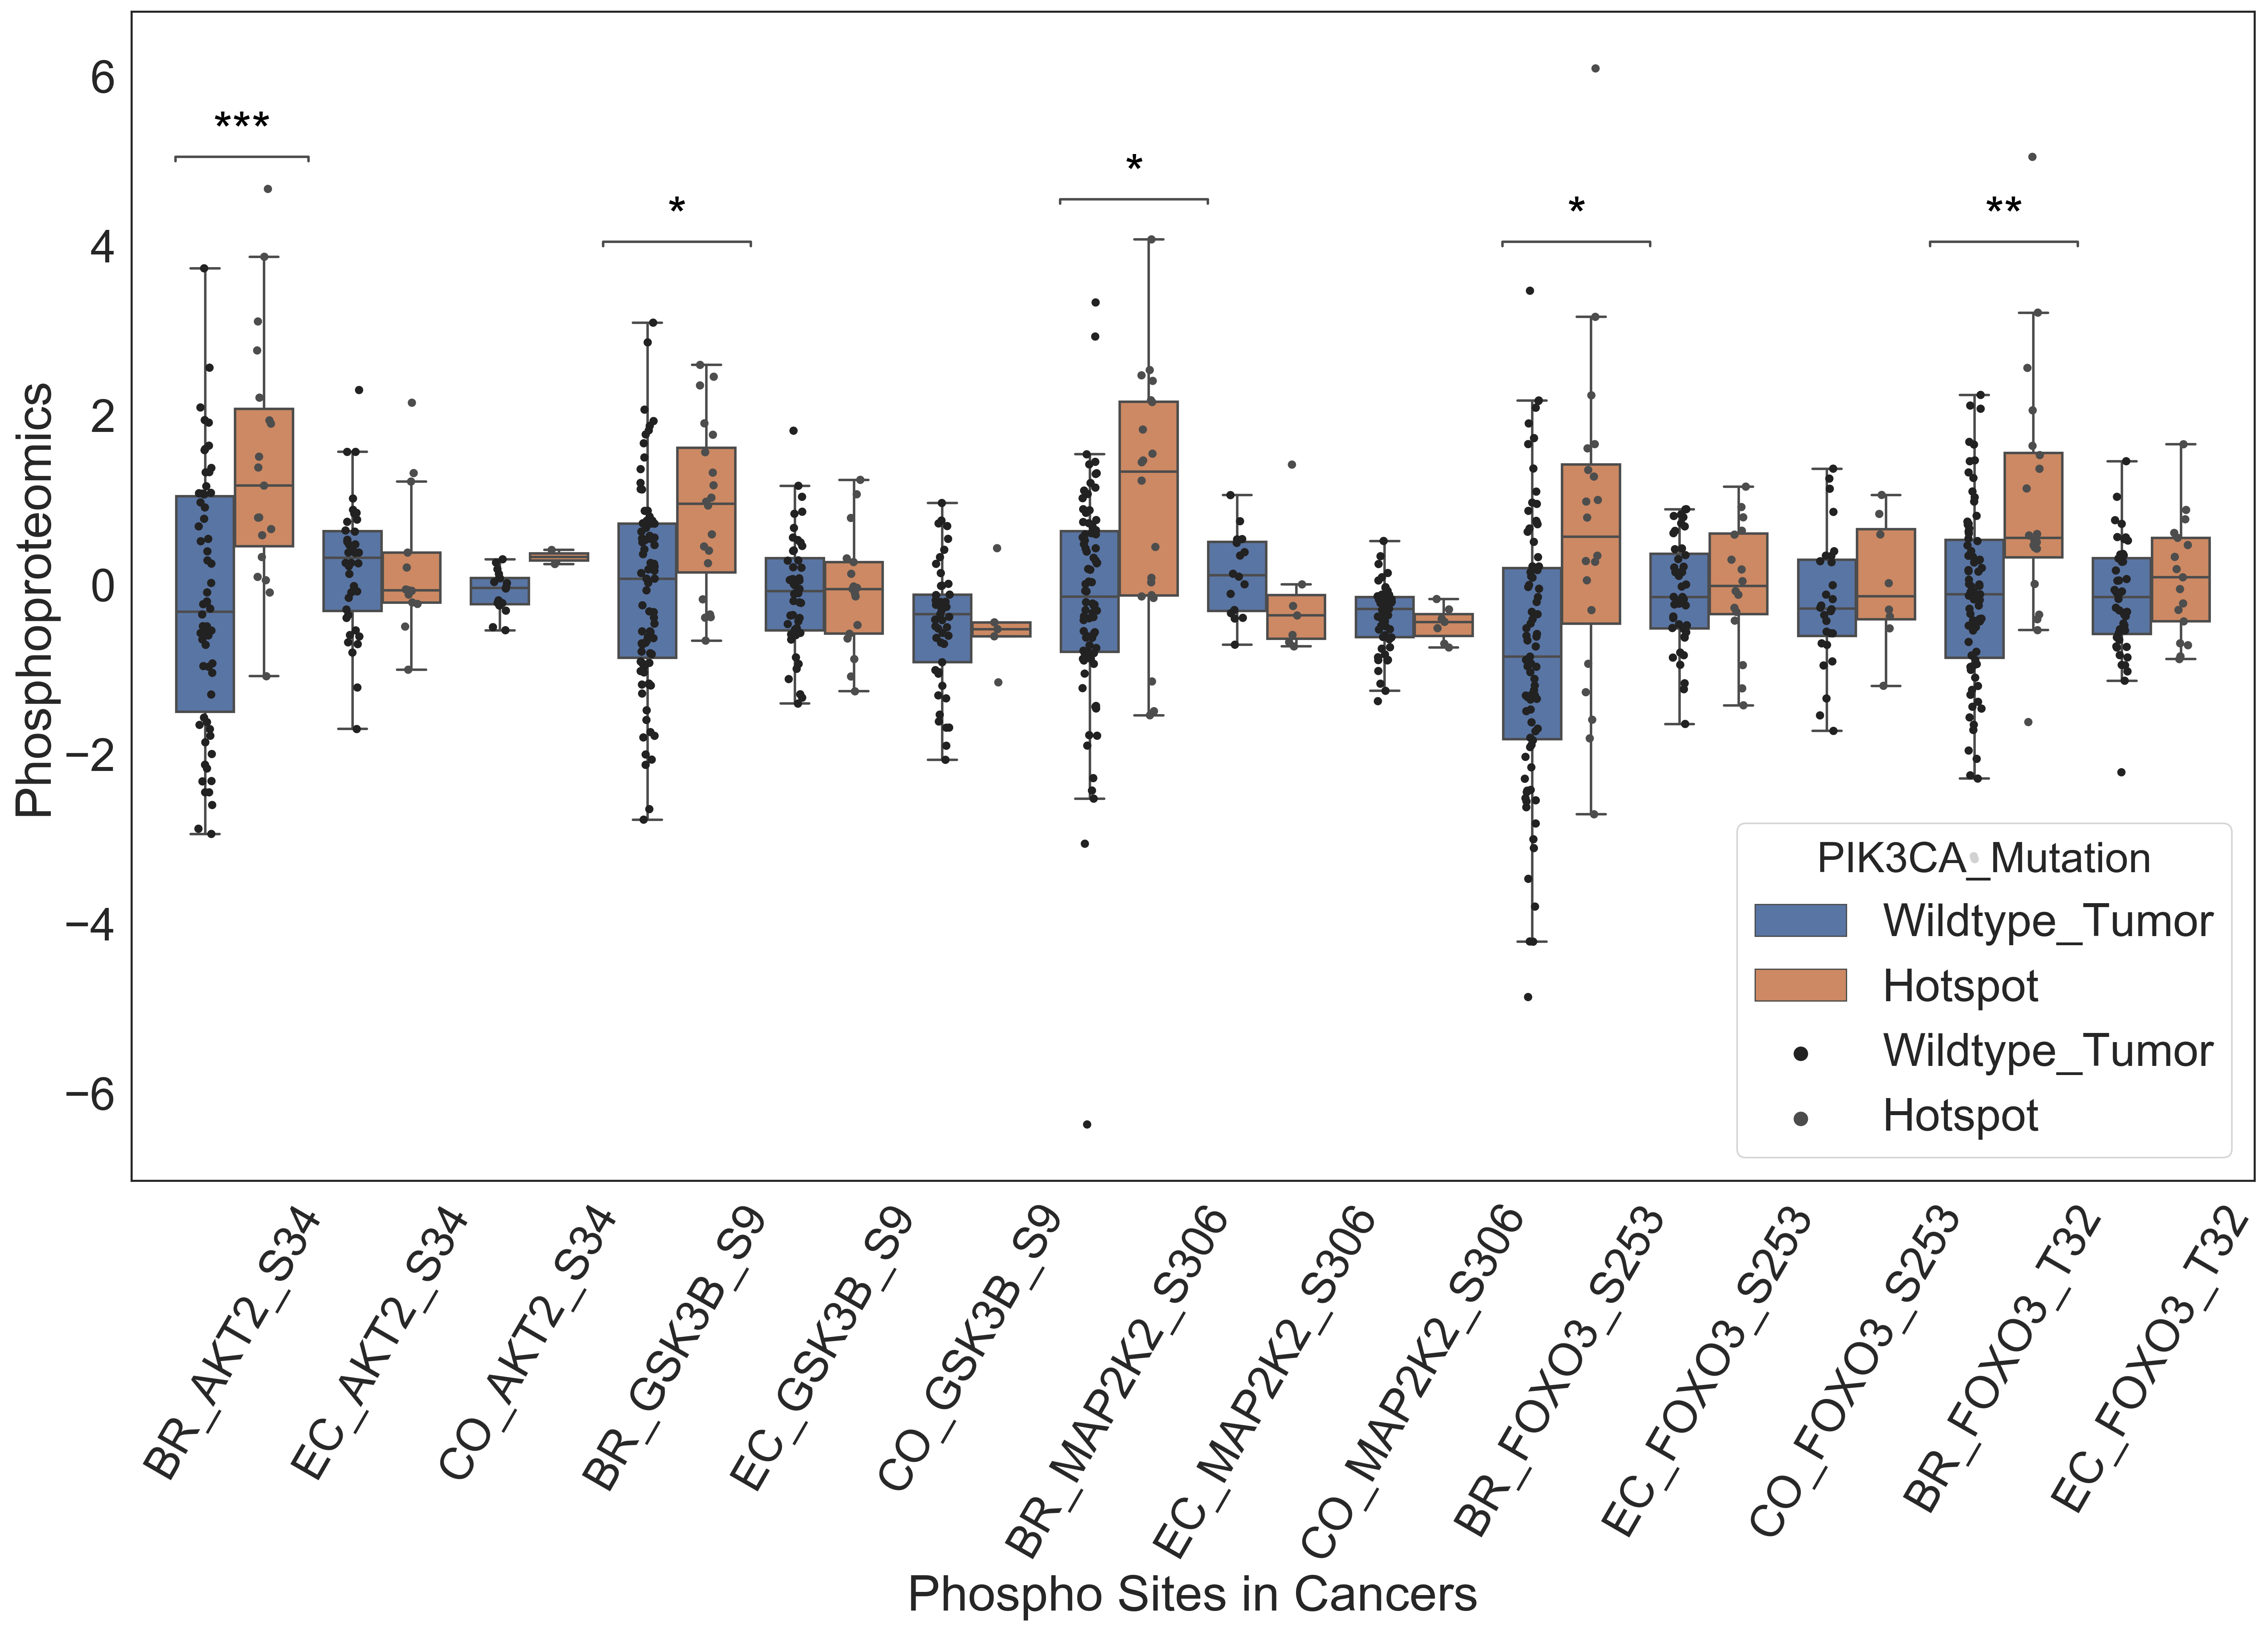 6
4
2
0
−2
−4
−6
Phosphoproteomics
***
*
*
*
**
PIK3CA_Mutation
Wildtype_Tumor
Hotspot
Wildtype_Tumor
Hotspot
BR_AKT2_S34
EC_AKT2_S34
CO_AKT2_S34
BR_GSK3B_S9
EC_GSK3B_S9
CO_GSK3B_S9
BR_MAP2K2_S306
EC_MAP2K2_S306
CO_MAP2K2_S306
BR_FOXO3_S253
EC_FOXO3_S253
CO_FOXO3_S253
BR_FOXO3_T32
EC_FOXO3_T32
Phospho Sites in Cancers